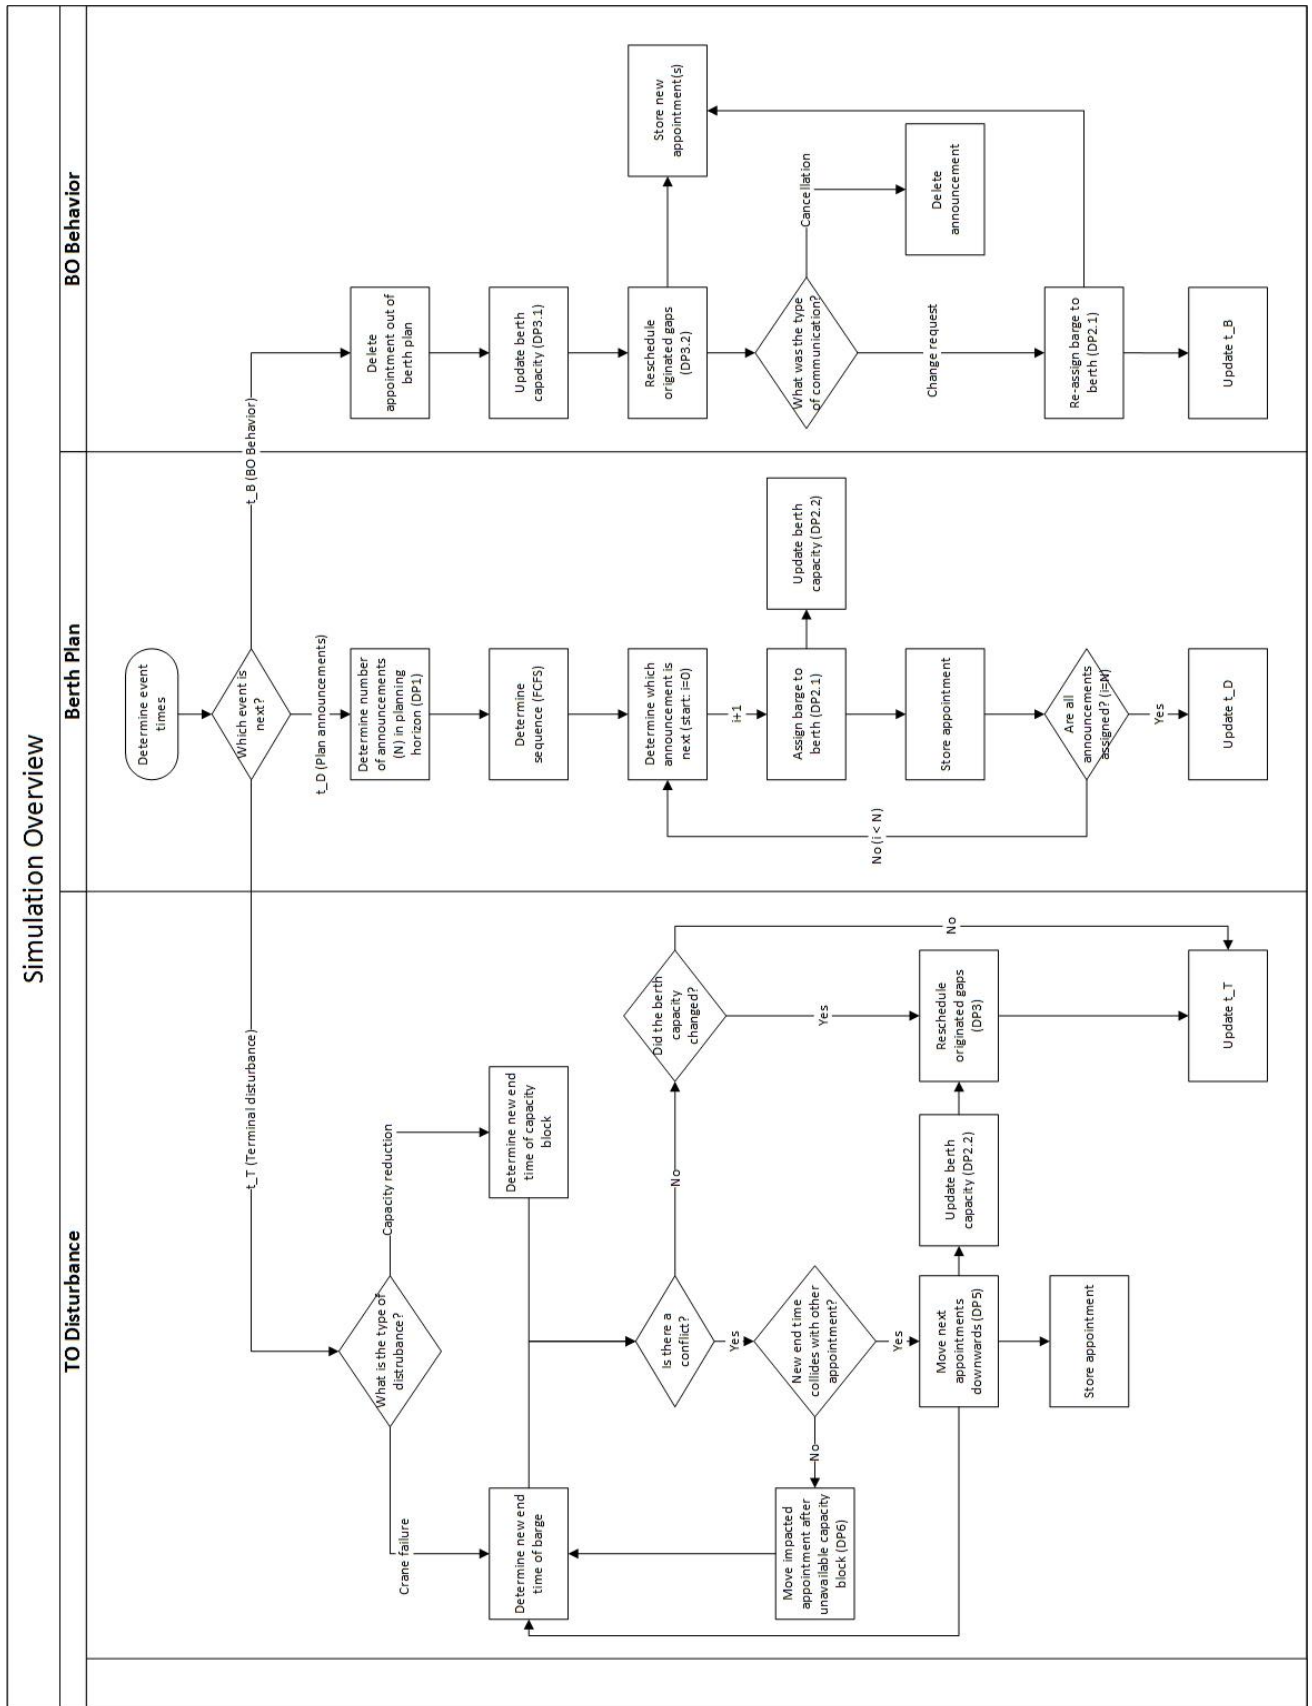 Simulation Overview
TO Disturbance
Berth Plan
BO Behavior
Determine event
times
Which event is
next?
t_T (Terminal disturbance)
t_D (Plan announcements)
t_B (BO Behavior)
What is the type of
distrubance?
Crane failure
Capacity reduction
Determine new end
time of barge
Determine new end
time of capacity
block
Is there a
conflict?
No
Did the berth
capacity
changed?
No
Yes
Yes
New end time
collides with other
appointment?
No
Move impacted
appointment after
unavailable capacity
block (DP6)
Yes
Move next
appointments
downwards (DP5)
Update berth
capacity (DP2.2)
Reschedule
originated gaps
(DP3)
Store appointment
Update t_T
Determine number
of announcements
(N) in planning
horizon (DP1)
Determine
sequence (FCFS)
Determine which
announcement is
next (start: i=0)
i+1
Assign barge to
berth (DP2.1)
Update berth
capacity (DP2.2)
Store appointment
No (i < N)
Are all
announcements
assigned? (i=N)
Yes
Update t_D
Delete
appointment out of
berth plan
Update berth
capacity (DP3.1)
Reschedule
originated gaps
(DP3.2)
Store new
appointment(s)
What was the type
of communication?
Cancellation
Delete
announcement
Change request
Re-assign barge to
berth (DP2.1)
Update t_B